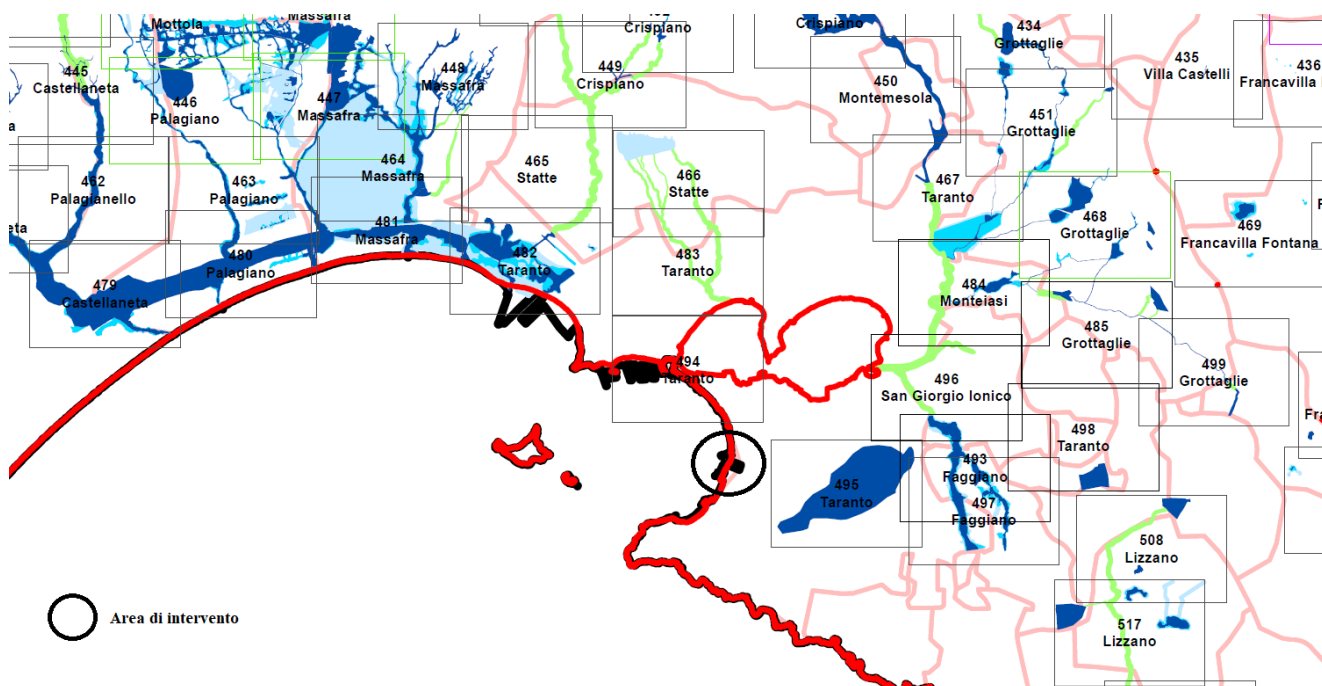 Mottola
Massafra
Crispiano
Crispiano
434
Grottaglie
435
Villa Castelli
436
Francavilla
445
Castellaneta
446
Palagiano
447
Massafra
448
Massafra
449
Crispiano
450
Montemesola
451
Grottaglie
462
Palagianello
463
Palagiano
464
Massafra
465
Statte
466
Statte
467
Taranto
468
Grottaglie
469
Francavilla Fontana
479
Castellaneta
480
Palagiano
481
Massafra
482
Taranto
483
Taranto
484
Monteiasi
485
Grottaglie
494
Taranto
496
San Giorgio Ionico
499
Grottaglie
495
Taranto
493
Faggiano
497
Faggiano
498
Taranto
508
Lizzano
517
Lizzano
Area di intervento